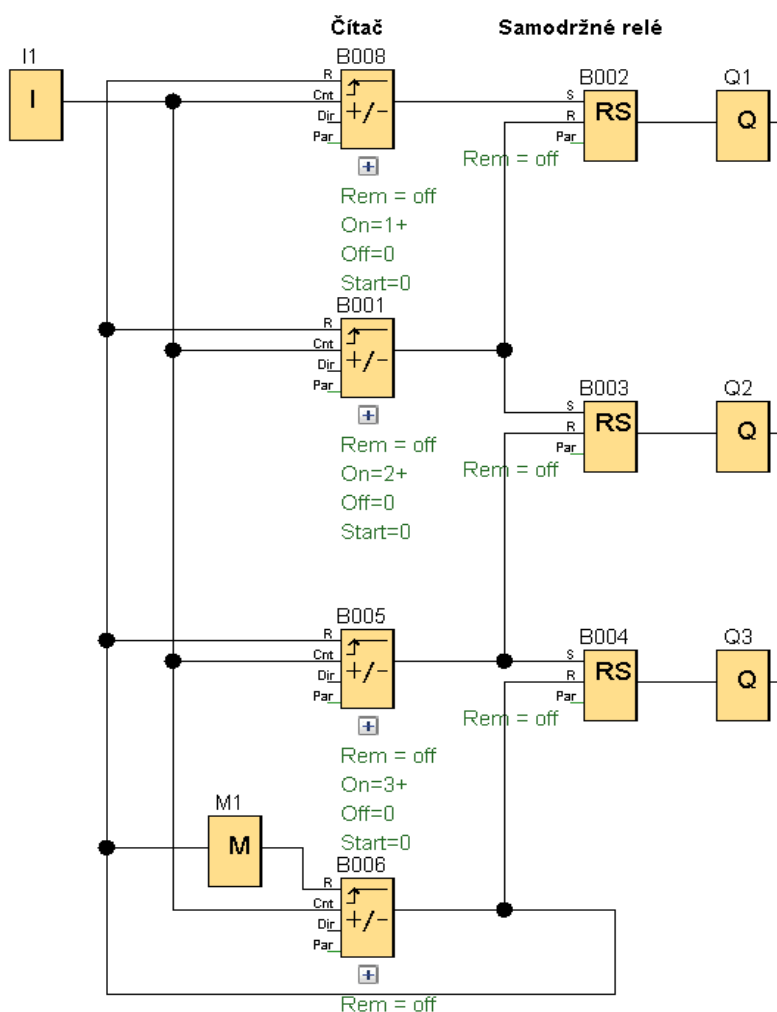 Čítač
Samodržné relé
I1
I
B008
R
Cnt
Dir
Par
+/-
Rem = off
On=1+
Off=0
Start=0
B002
S
R
Par
RS
Rem = off
Q1
Q
B001
R
Cnt
Dir
Par
+/-
Rem = off
On=2+
Off=0
Start=0
B003
S
R
Par
RS
Rem = off
Q2
Q
B005
R
Cnt
Dir
Par
+/-
Rem = off
On=3+
Off=0
Start=0
B004
S
R
Par
RS
Rem = off
Q3
Q
M1
M
B006
R
Cnt
Dir
Par
+/-
Rem = off